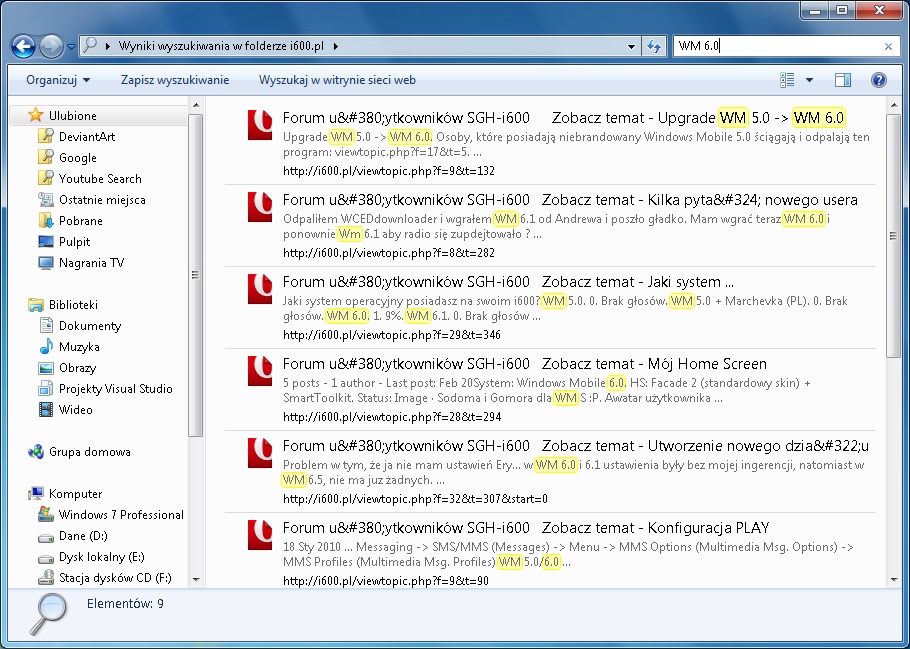 Wyniki wyszukiwania w folderze i600.pl
WM 6.0
Organizuj
Zapisz wyszukiwanie
Wyszukaj w witrynie sieci web
Ulubione
DeviantArt
Google
Youtube Search
Ostatnie miejsca
Pobrane
Pulpit
Nagrania TV
Biblioteki
Dokumenty
Muzyka
Obrazy
Projekty Visual Studio
Wideo
Grupa domowa
Komputer
Windows 7 Professional
Dane (D:)
Dysk lokalny (E:)
Stacja dysków CD (F:)
Forum u&#380;ytkowników SGH-i600 Zobacz temat - Upgrade WM 5.0 -> WM 6.0
Upgrade WM 5.0 -> WM 6.0. Osoby, które posiadają niebrandowany Windows Mobile 5.0 ściągają i odpalają ten
program: viewtopic.php?f=17&t=5. ...
http://i600.pl/viewtopic.php?f=9&t=132
Forum u&#380;ytkowników SGH-i600 Zobacz temat - Kilka pyta&#324; nowego usera
Odpaliłem WCEDdownloader i wgrałem WM 6.1 od Andrewa i poszło gładko. Mam wgrać teraz WM 6.0 i
ponownie Wm 6.1 aby radio się zupdejtowało ? ...
http://i600.pl/viewtopic.php?f=8&t=282
Forum u&#380;ytkowników SGH-i600 Zobacz temat - Jaki system ...
Jaki system operacyjny posiadasz na swoim i600? WM 5.0. 0. Brak głosów. WM 5.0 + Marchevka (PL). 0. Brak
głosów. WM 6.0. 1. 9%. WM 6.1. 0. Brak głosów ...
http://i600.pl/viewtopic.php?f=29&t=346
Forum u&#380;ytkowników SGH-i600 Zobacz temat - Mój Home Screen
5 posts - 1 author - Last post: Feb 20System: Windows Mobile 6.0. HS: Facade 2 (standardowy skin) +
SmartToolkit. Status: Image · Sodoma i Gomora dla WM S :P. Awatar użytkownika ...
http://i600.pl/viewtopic.php?f=28&t=294
Forum u&#380;ytkowników SGH-i600 Zobacz temat - Utworzenie nowego dzia&#322;u
Problem w tym, że ja nie mam ustawień Ery... w WM 6.0 i 6.1 ustawienia były bez mojej ingerencji, natomiast w
WM 6.5, nie ma juz żadnych. ...
http://i600.pl/viewtopic.php?f=32&t=307&start=0
Forum u&#380;ytkowników SGH-i600 Zobacz temat - Konfiguracja PLAY
18 Sty 2010 ... Messaging -> SMS/MMS (Messages) -> Menu -> MMS Options (Multimedia Msg. Options) ->
MMS Profiles (Multimedia Msg. Profiles) WM 5.0/6.0 ...
http://i600.pl/viewtopic.php?f=9&t=90
Elementów: 9